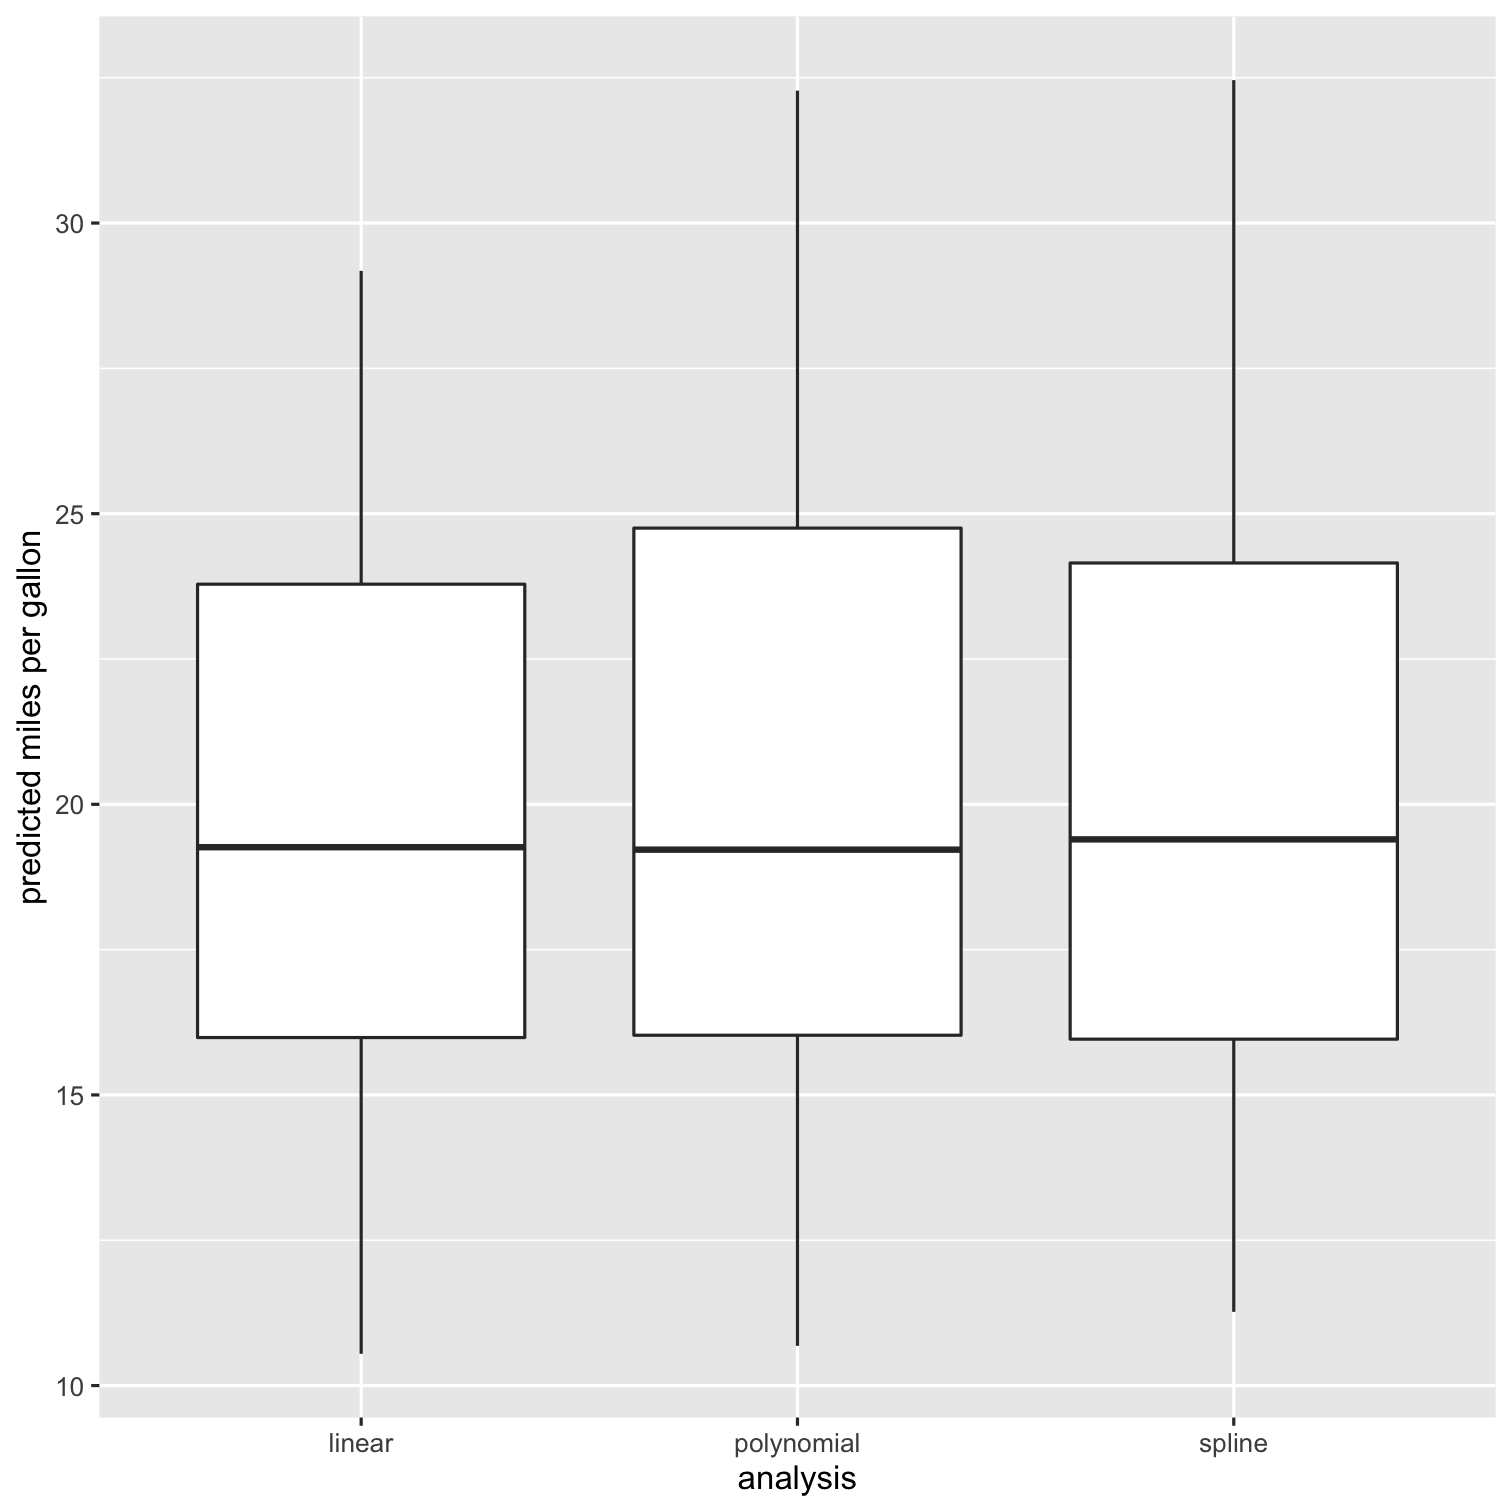 predicted miles per gallon
30
25
20
15
10
linear
polynomial
spline
analysis